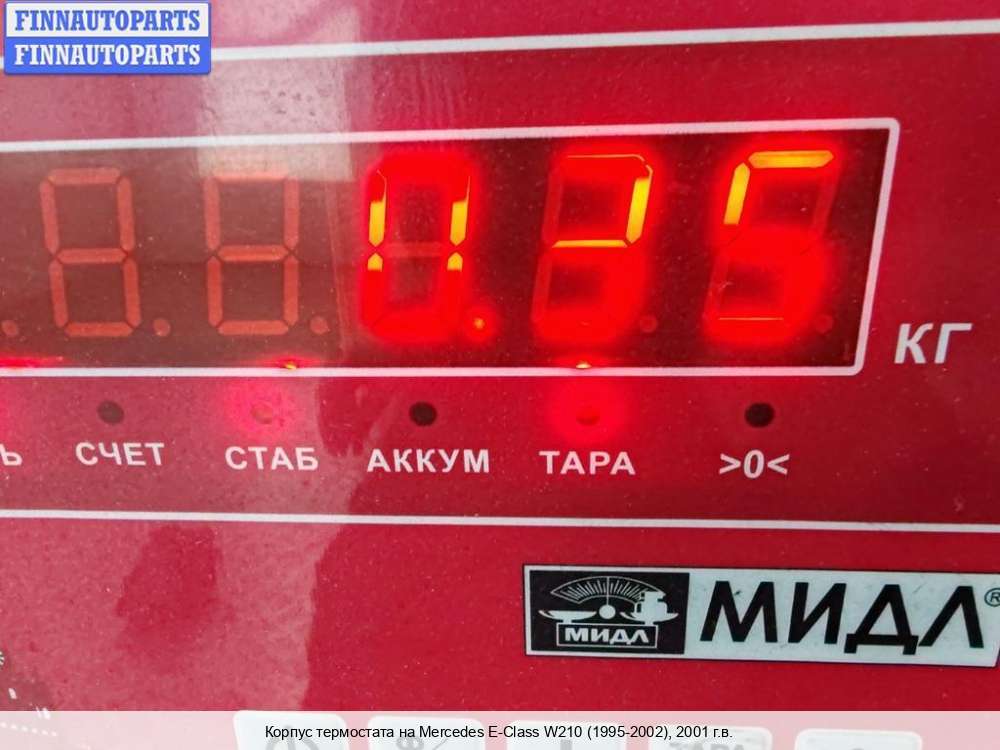 FINNAUTOPARTS
FINNAUTOPARTS
0.25
КГ
Ь СЧЕТ СТАБ АККУМ ТАРА >0<
МИДЛ МИДЛ®
Корпус термостата на Mercedes E-Class W210 (1995-2002), 2001 г.в.